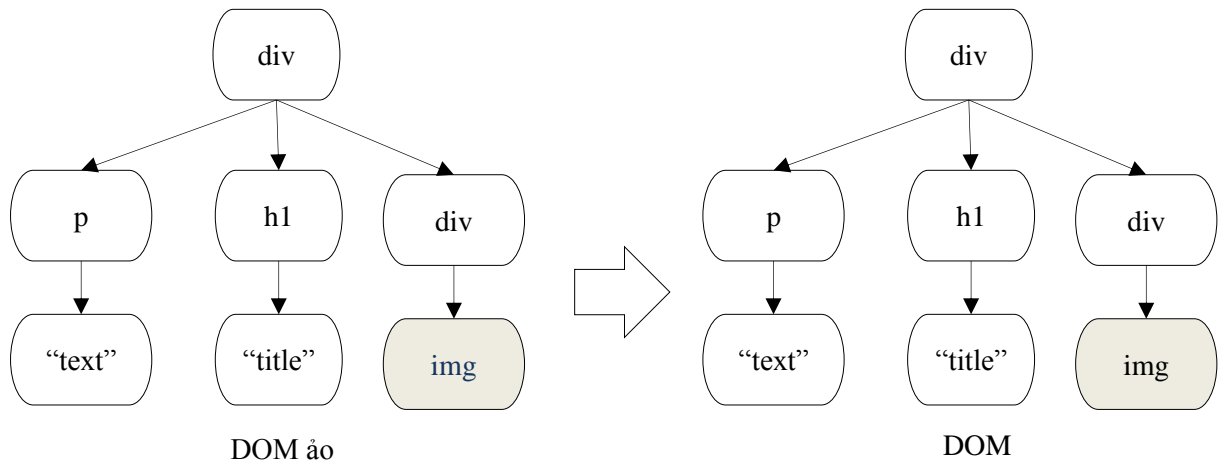 div
p
h1
div
“text”
“title”
img
DOM ảo
div
p
h1
div
“text”
“title”
img
DOM